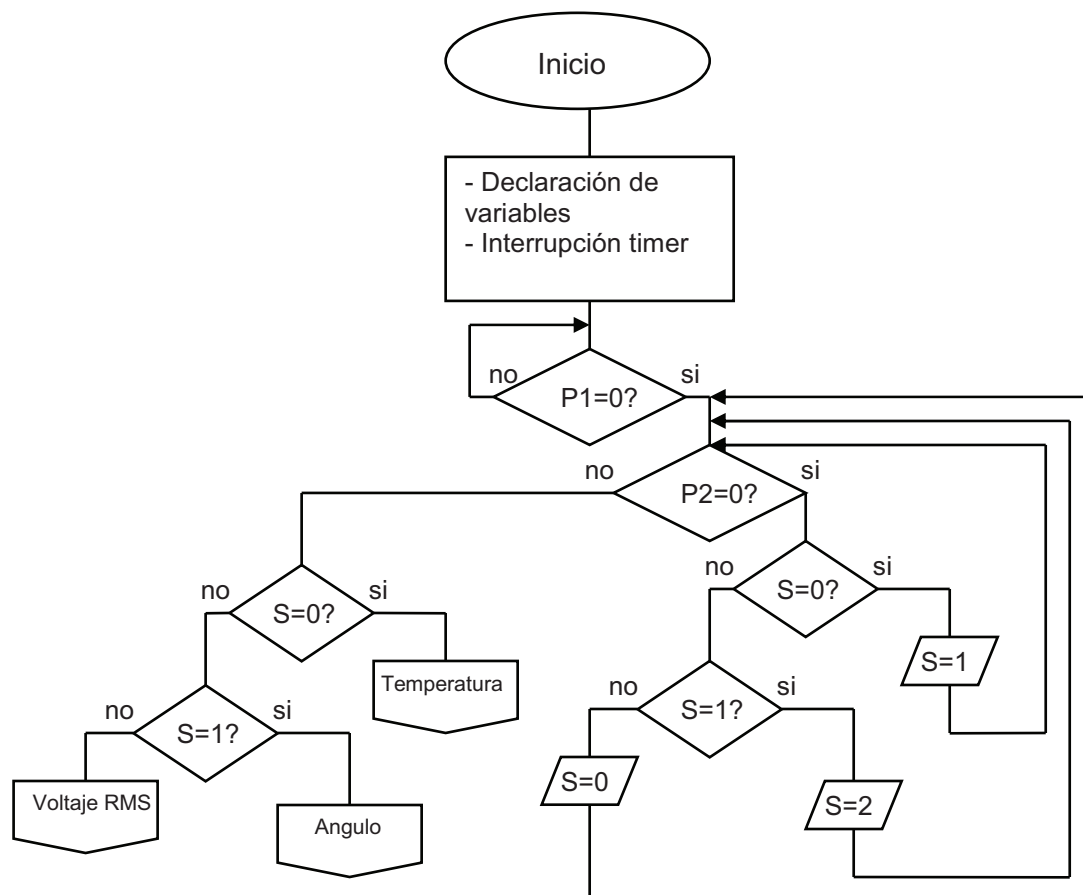 Inicio
- Declaración de
variables
- Interrupción timer
no
si
P1=0?
no
si
P2=0?
no
si
S=0?
no
si
S=0?
Temperatura
S=1
no
si
S=1?
no
si
S=1?
Voltaje RMS
Angulo
S=0
S=2